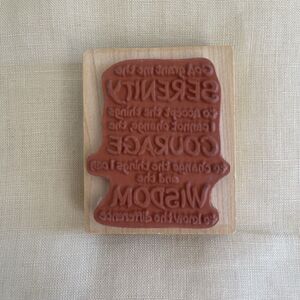 God grant me the
SERENITY
to accept the things
I cannot change, the
COURAGE
to change the things I can
and the
WISDOM
to know the difference